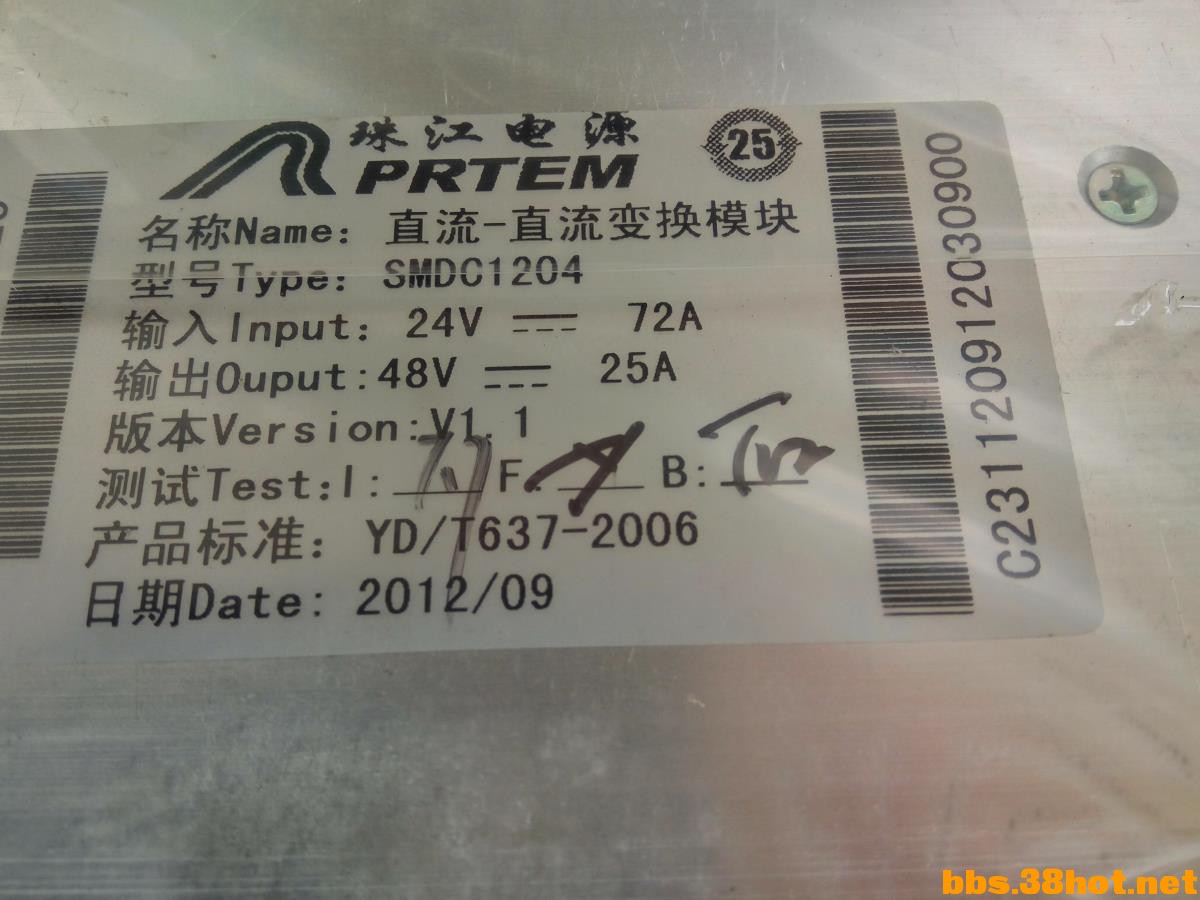 珠江电源
PRTEM
25
名称Name: 直流-直流变换模块
型号Type: SMDC1204
输入Input: 24V 72A
输出Ouput:48V 25A
版本Version:V1.1
测试Test:I: F: B:
产品标准: YD/T637-2006
日期Date: 2012/09
C23112091203090​0
bbs.38hot.net